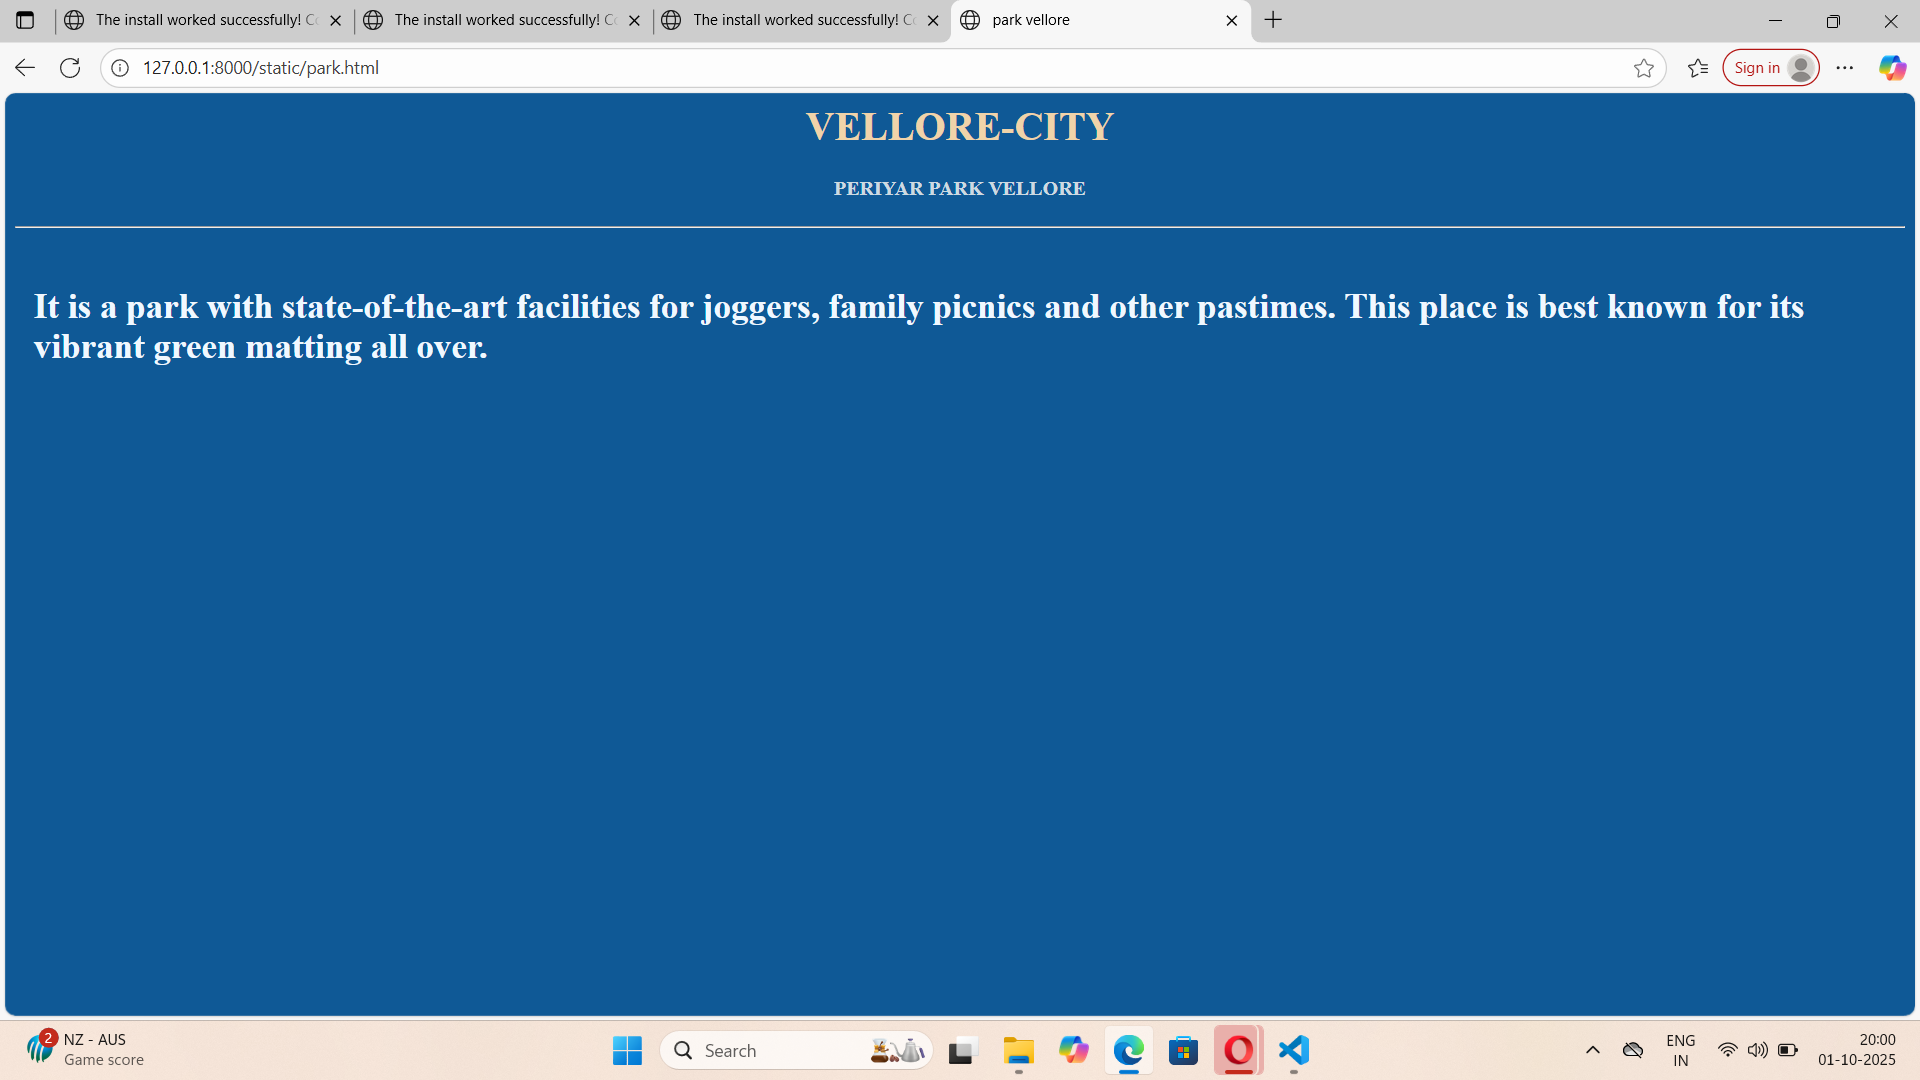 The install worked successfully! Co
The install worked successfully! Co
The install worked successfully! Co
park vellore
127.0.0.1:8000/static/park.html
Sign in
VELLORE-CITY
PERIYAR PARK VELLORE
It is a park with state-of-the-art facilities for joggers, family picnics and other pastimes. This place is best known for its
vibrant green matting all over.
2
NZ - AUS
Game score
Search
ENG
IN
20:00
01-10-2025